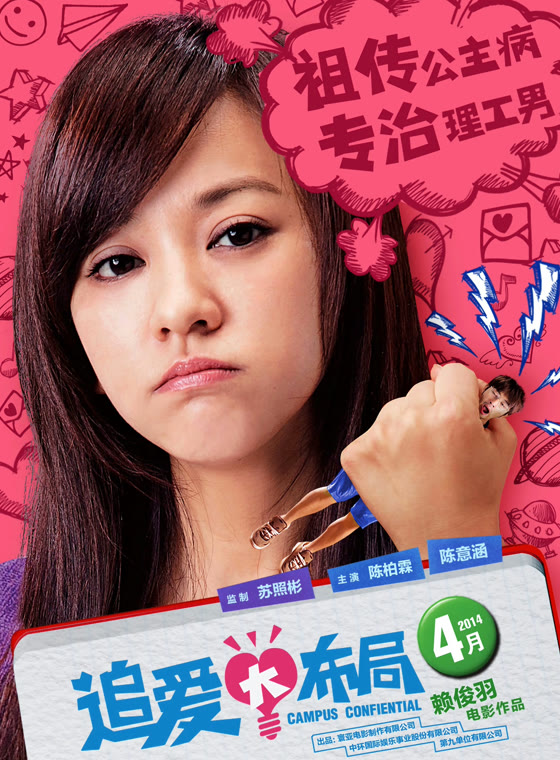 祖传公主病
专治理工男
监制 苏照彬
主演 陈柏霖
陈意涵
追爱大布局
CAMPUS CONFIENTIAL
2014
4月
赖俊羽
电影作品
出品：寰亚电影制作有限公司
中环国际娱乐事业股份有限公司
第九单位有限公司